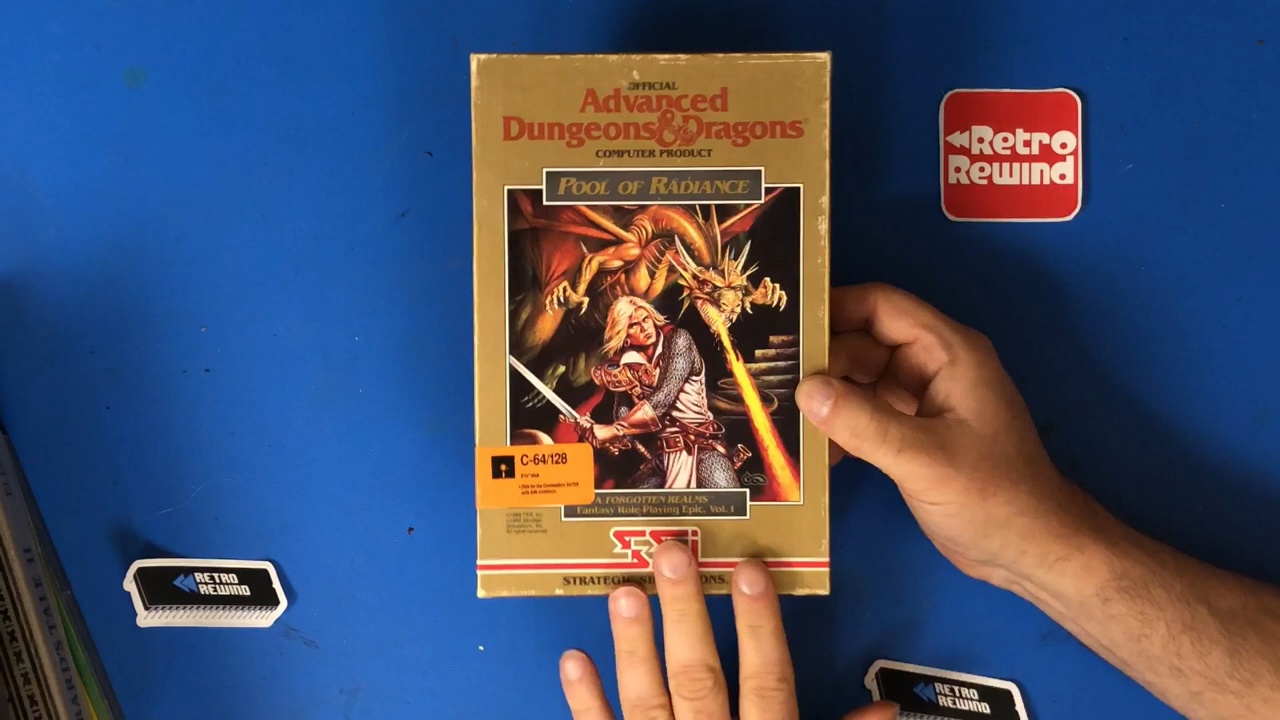 OFFICIAL
Advanced
Dungeons & Dragons®
COMPUTER PRODUCT
POOL OF RADIANCE
Retro
Rewind
C-64/128
A FORGOTTEN REALMS
Fantasy Role-Playing Epic, Vol. I
SSI
STRATEGIC
RETRO
REWIND
RETRO
REWIND